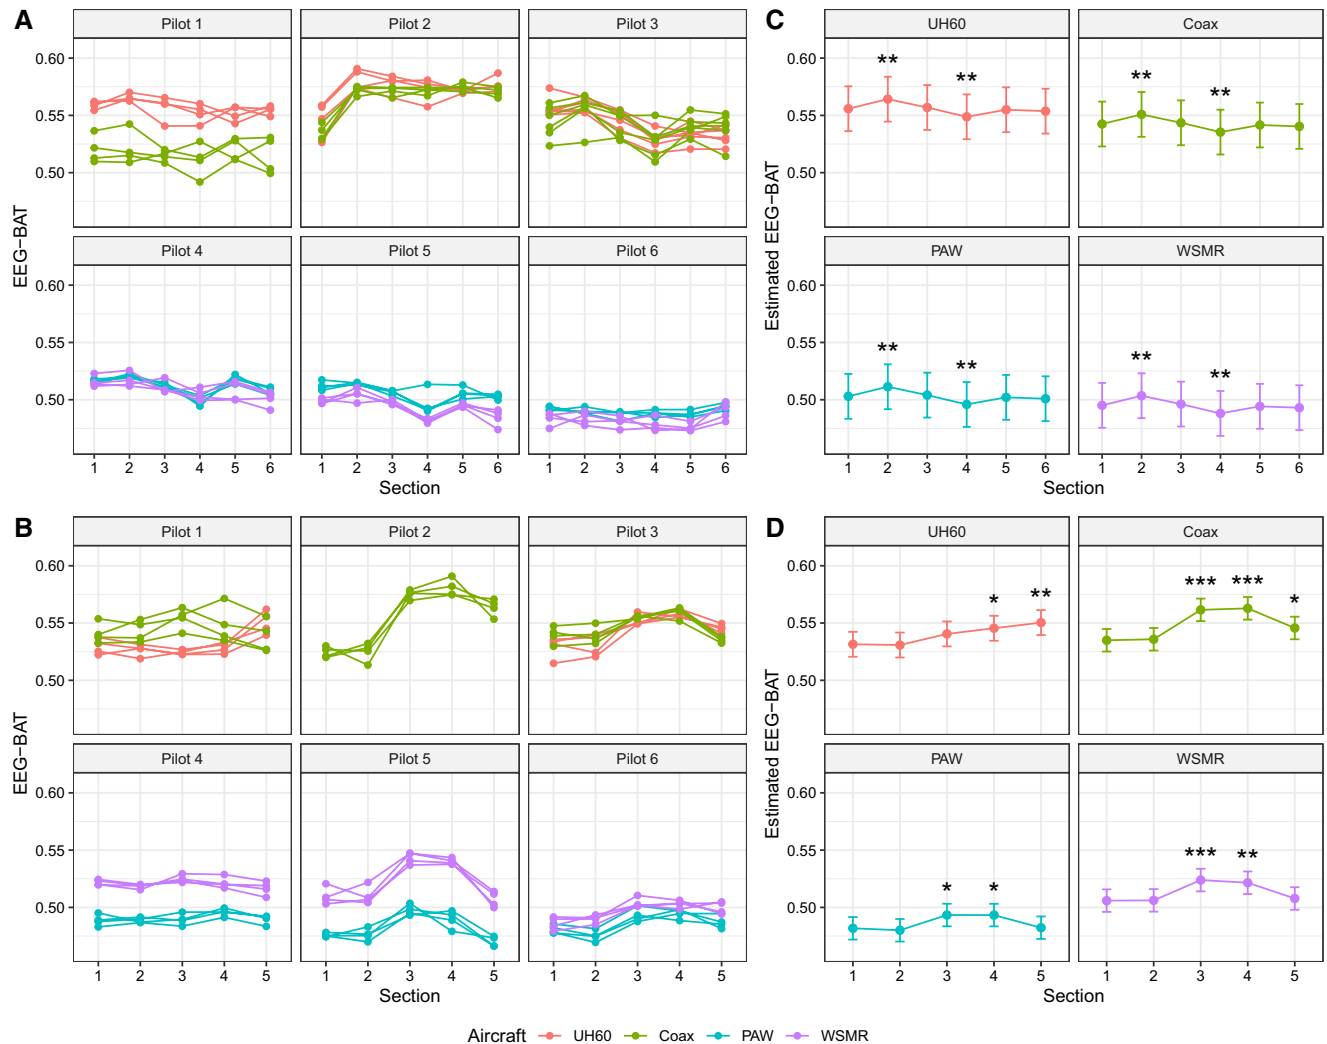 A
Pilot 1 Pilot 2 Pilot 3
0.60
0.55
0.50
Pilot 4 Pilot 5 Pilot 6
0.60
0.55
0.50
EEG−BAT
1 2 3 4 5 6 1 2 3 4 5 6 1 2 3 4 5 6
Section
C
UH60 Coax
0.60
0.55
0.50
** ** ** **
PAW WSMR
0.60
0.55
0.50
** ** ** **
Estimated EEG−BAT
1 2 3 4 5 6 1 2 3 4 5 6
Section
B
Pilot 1 Pilot 2 Pilot 3
0.60
0.55
0.50
Pilot 4 Pilot 5 Pilot 6
0.60
0.55
0.50
EEG−BAT
1 2 3 4 5 1 2 3 4 5 1 2 3 4 5
Section
D
UH60 Coax
0.60
0.55
0.50
* ** *** *** *
PAW WSMR
0.60
0.55
0.50
* * *** **
Estimated EEG−BAT
1 2 3 4 5 1 2 3 4 5
Section
Aircraft UH60 Coax PAW WSMR